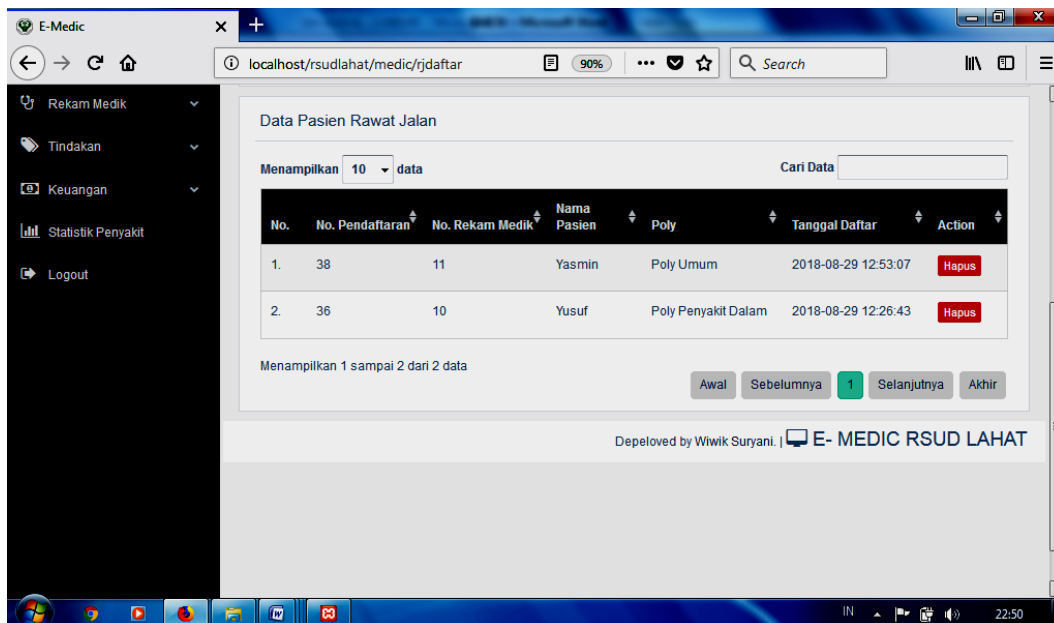 E-Medic
localhost/rsudlahat/medic/rjdaftar 90% Search
Rekam Medik
Tindakan
Keuangan
Statistik Penyakit
Logout
Data Pasien Rawat Jalan
Menampilkan 10 data Cari Data
No. No. Pendaftaran No. Rekam Medik Nama Pasien Poly Tanggal Daftar Action
1. 38 11 Yasmin Poly Umum 2018-08-29 12:53:07 Hapus
2. 36 10 Yusuf Poly Penyakit Dalam 2018-08-29 12:26:43 Hapus
Menampilkan 1 sampai 2 dari 2 data
Awal Sebelumnya 1 Selanjutnya Akhir
Depeloved by Wiwik Suryani. | E- MEDIC RSUD LAHAT
IN 22:50